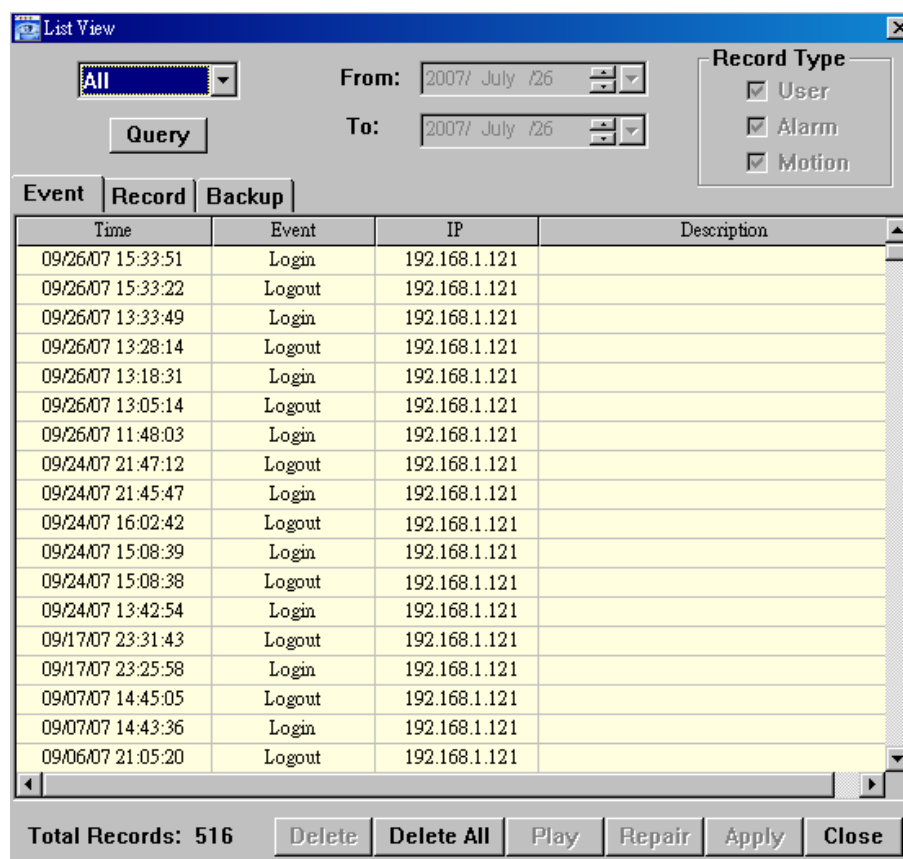 List View
All
From: 2007/ July /26
Record Type
User
Query
To: 2007/ July /26
Alarm
Motion
Event Record Backup
Time Event IP Description
09/26/07 15:33:51 Login 192.168.1.121
09/26/07 15:33:22 Logout 192.168.1.121
09/26/07 13:33:49 Login 192.168.1.121
09/26/07 13:28:14 Logout 192.168.1.121
09/26/07 13:18:31 Login 192.168.1.121
09/26/07 13:05:14 Logout 192.168.1.121
09/26/07 11:48:03 Login 192.168.1.121
09/24/07 21:47:12 Logout 192.168.1.121
09/24/07 21:45:47 Login 192.168.1.121
09/24/07 16:02:42 Logout 192.168.1.121
09/24/07 15:08:39 Login 192.168.1.121
09/24/07 15:08:38 Logout 192.168.1.121
09/24/07 13:42:54 Login 192.168.1.121
09/17/07 23:31:43 Logout 192.168.1.121
09/17/07 23:25:58 Login 192.168.1.121
09/07/07 14:45:05 Logout 192.168.1.121
09/07/07 14:43:36 Login 192.168.1.121
09/06/07 21:05:20 Logout 192.168.1.121
Total Records: 516 Delete Delete All Play Repair Apply Close